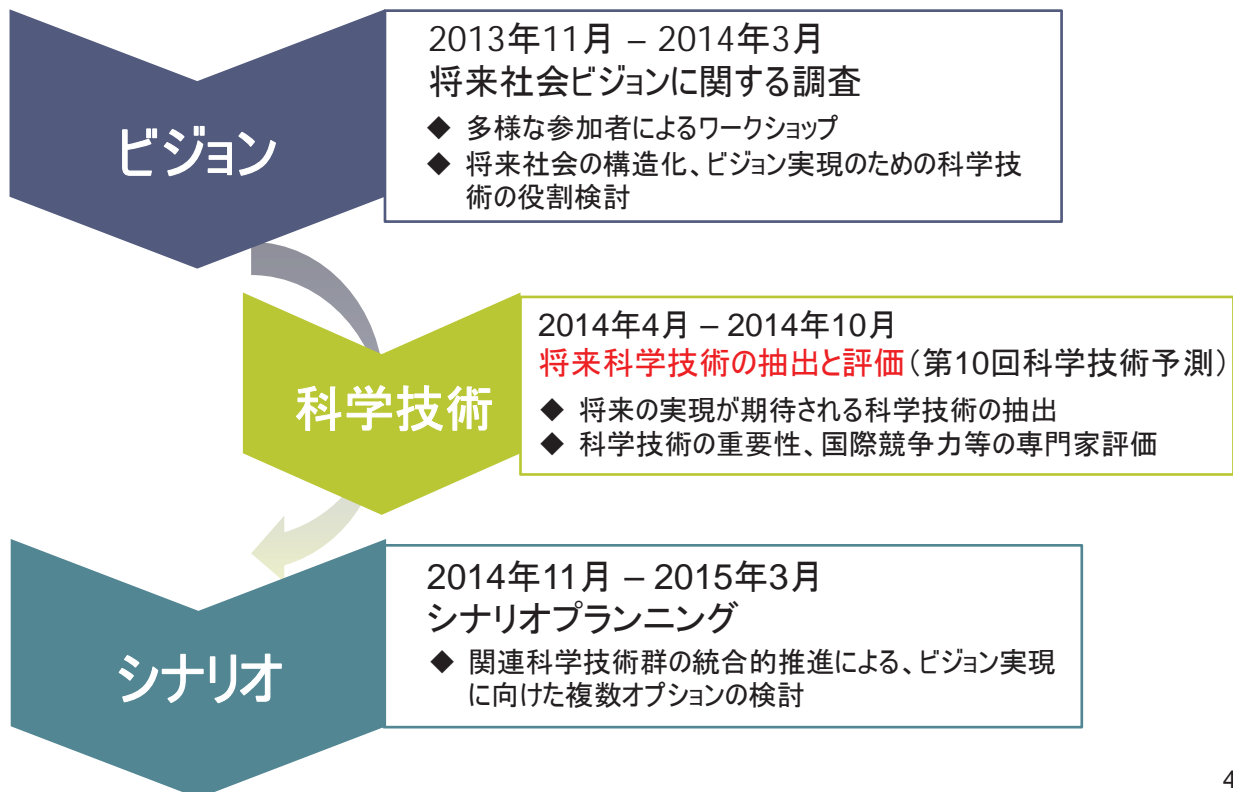 ビジョン
2013年11月 – 2014年3月
将来社会ビジョンに関する調査
◆ 多様な参加者によるワークショップ
◆ 将来社会の構造化、ビジョン実現のための科学技
術の役割検討
科学技術
2014年4月 – 2014年10月
将来科学技術の抽出と評価（第10回科学技術予測）
◆ 将来の実現が期待される科学技術の抽出
◆ 科学技術の重要性、国際競争力等の専門家評価
シナリオ
2014年11月 – 2015年3月
シナリオプランニング
◆ 関連科学技術群の統合的推進による、ビジョン実現
に向けた複数オプションの検討
4